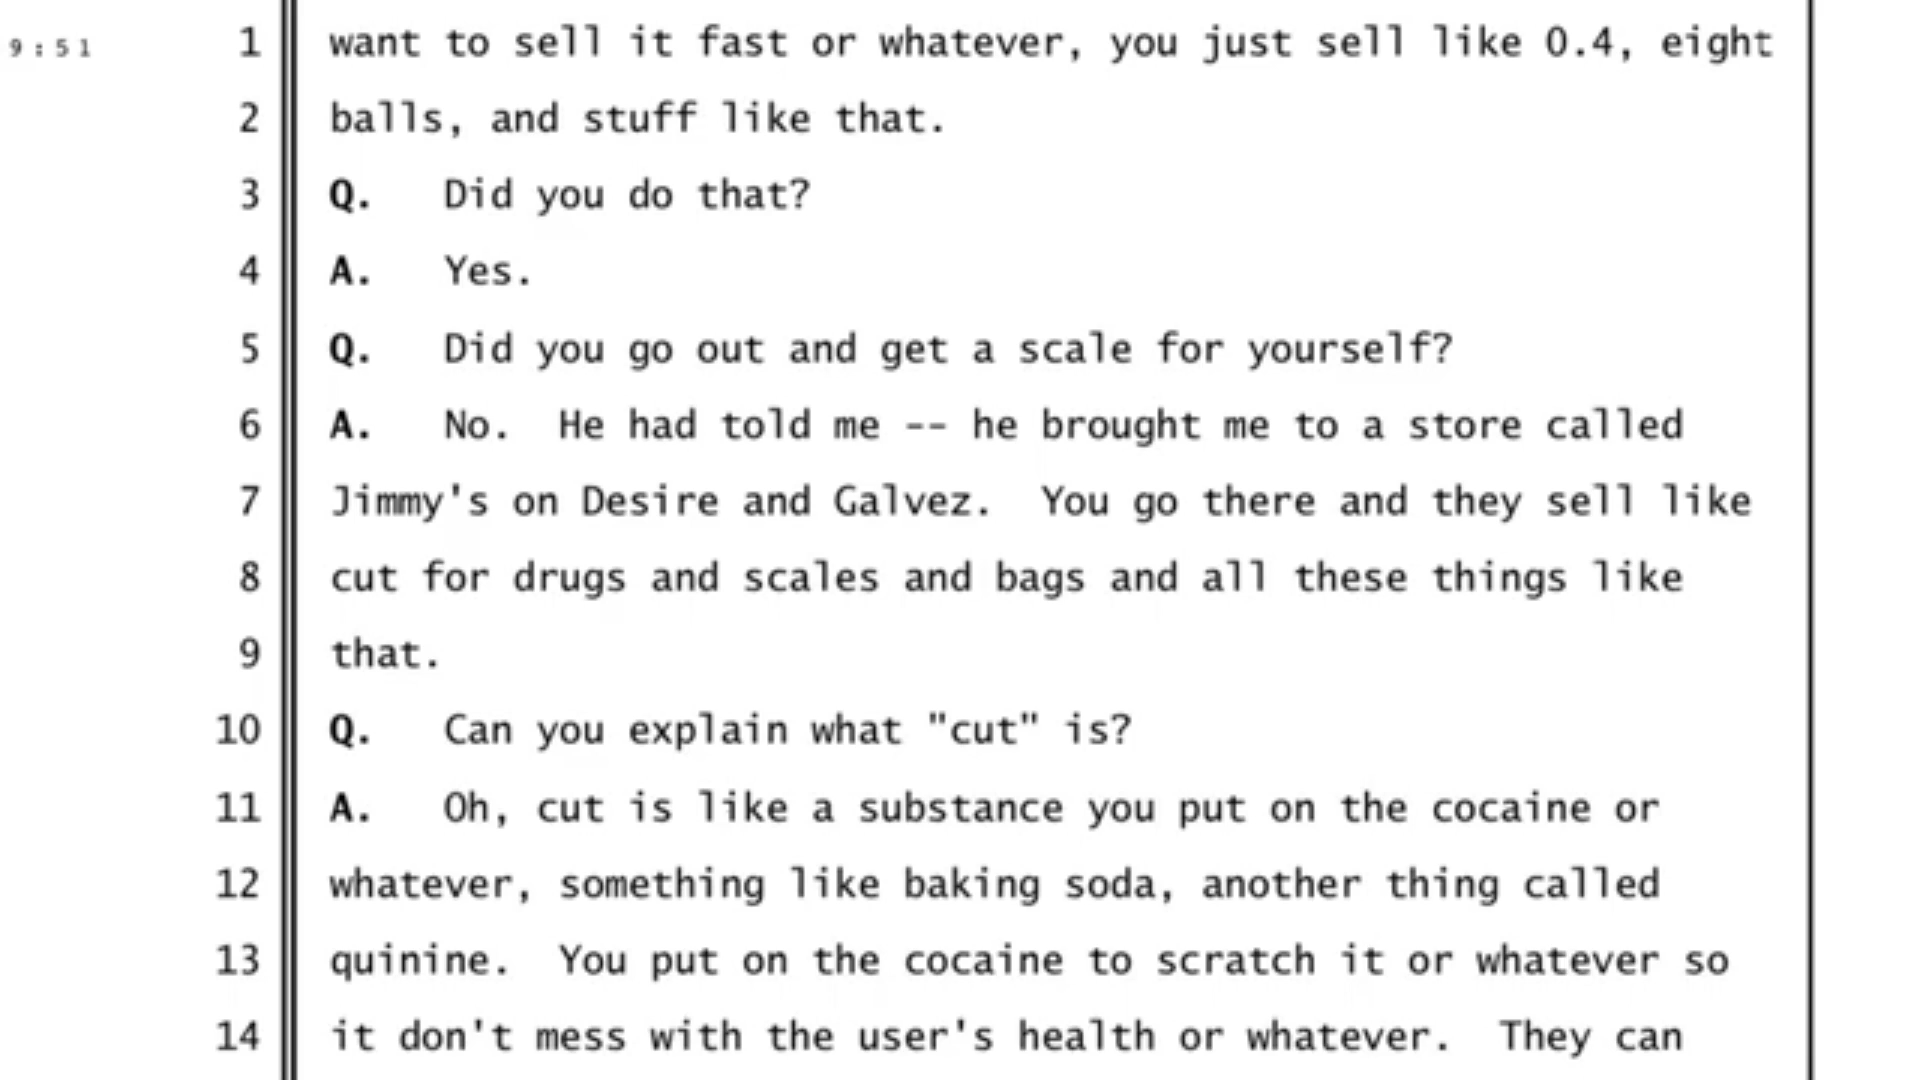 9:51 1 want to sell it fast or whatever, you just sell like 0.4, eight
2 balls, and stuff like that.
3 Q. Did you do that?
4 A. Yes.
5 Q. Did you go out and get a scale for yourself?
6 A. No. He had told me -- he brought me to a store called
7 Jimmy's on Desire and Galvez. You go there and they sell like
8 cut for drugs and scales and bags and all these things like
9 that.
10 Q. Can you explain what "cut" is?
11 A. Oh, cut is like a substance you put on the cocaine or
12 whatever, something like baking soda, another thing called
13 quinine. You put on the cocaine to scratch it or whatever so
14 it don't mess with the user's health or whatever. They can